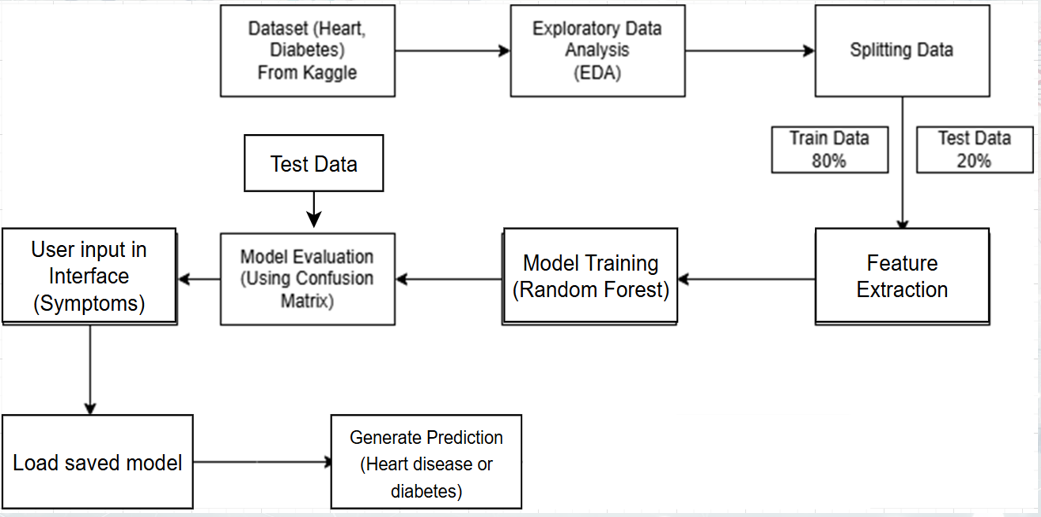 Dataset (Heart,
Diabetes)
From Kaggle
Exploratory Data
Analysis
(EDA)
Splitting Data
Train Data
80%
Test Data
20%
Test Data
User input in
Interface
(Symptoms)
Model Evaluation
(Using Confusion
Matrix)
Model Training
(Random Forest)
Feature
Extraction
Load saved model
Generate Prediction
(Heart disease or
diabetes)